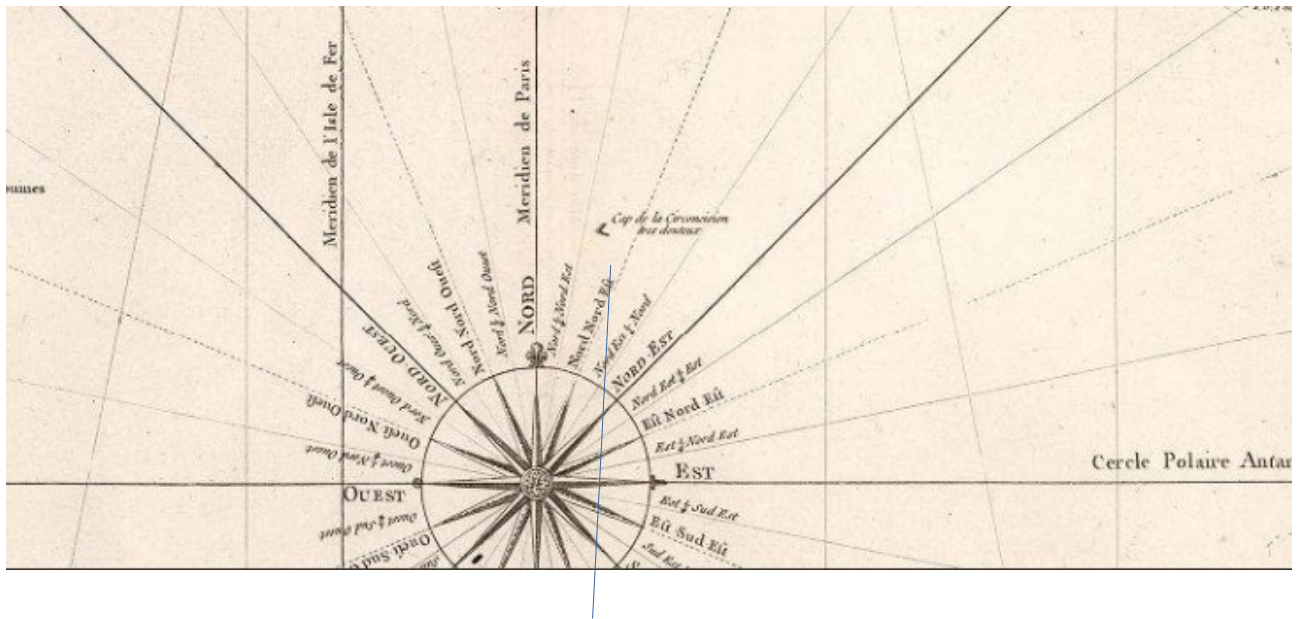 Meridien de l'Isle de Fer
Meridien de Paris
Cap de la Circoncision
tres douteux
NORD
Nord ¼ Nord Est
Nord Nord Est
Nord Est ¼ Nord
NORD EST
Nord Est ¼ Est
Est Nord Est
Est ¼ Nord Est
EST
Est ¼ Sud Est
Est Sud Est
Sud Est
Cercle Polaire Antar
Nord ¼ Nord Ouest
Nord Nord Ouest
Nord Ouest ¼ Nord
NORD OUEST
Nord Ouest ¼ Ouest
Ouest Nord Ouest
Ouest ¼ Nord Ouest
OUEST
Ouest ¼ Sud Ouest
Ouest Sud O